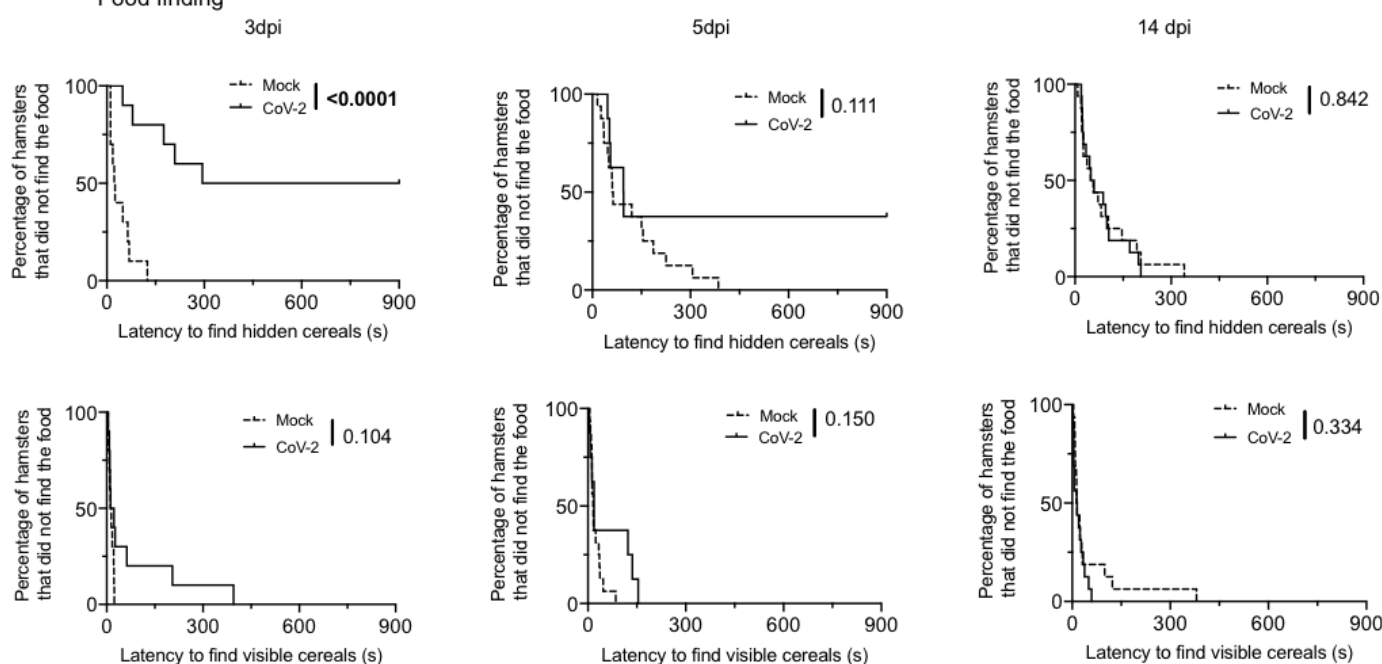 Food finding
3dpi
5dpi
14 dpi
Percentage of hamsters
that did not find the food
100
50
0
Mock
CoV-2
<0.0001
0
300
600
900
Latency to find hidden cereals (s)
Percentage of hamsters
that did not find the food
100
50
0
Mock
CoV-2
0.111
0
300
600
900
Latency to find hidden cereals (s)
Percentage of hamsters
that did not find the food
100
50
0
Mock
CoV-2
0.842
0
300
600
900
Latency to find hidden cereals (s)
Percentage of hamsters
that did not find the food
100
50
0
Mock
CoV-2
0.104
0
300
600
900
Latency to find visible cereals (s)
Percentage of hamsters
that did not find the food
100
50
0
Mock
CoV-2
0.150
0
300
600
900
Latency to find visible cereals (s)
Percentage of hamsters
that did not find the food
100
50
0
Mock
CoV-2
0.334
0
300
600
900
Latency to find visible cereals (s)